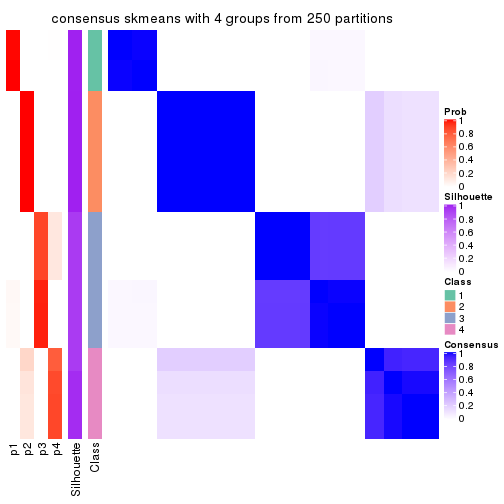 consensus skmeans with 4 groups from 250 partitions
Prob
1
0.8
0.6
0.4
0.2
0
Silhouette
1
0.8
0.6
0.4
0.2
0
Class
1
2
3
4
Consensus
1
0.8
0.6
0.4
0.2
0
p1
p2
p3
p4
Silhouette
Class